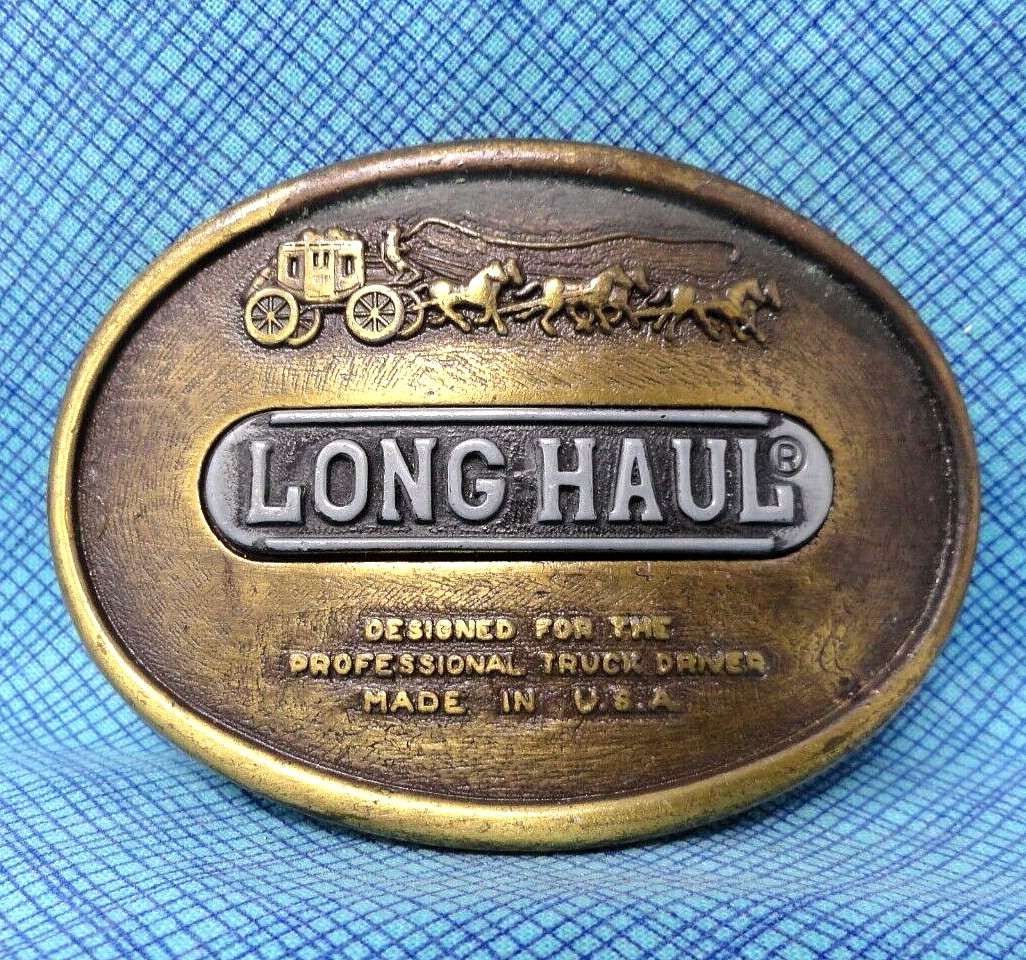 LONG HAUL®
DESIGNED FOR THE
PROFESSIONAL TRUCK DRIVER
MADE IN U.S.A